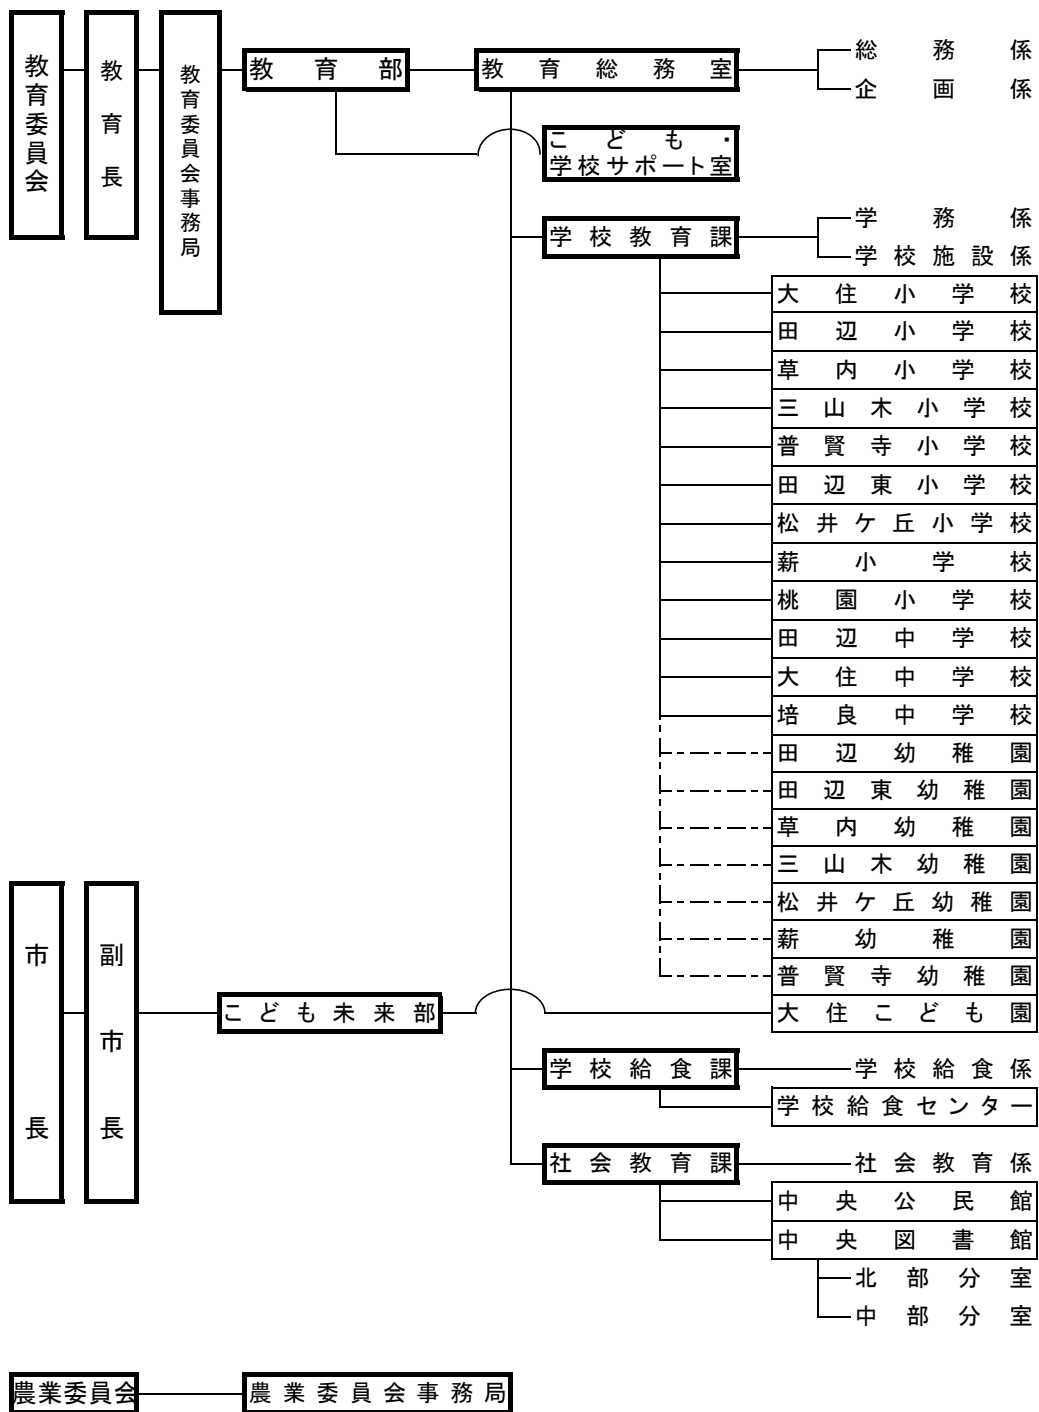 教育委員会
教育長
教育委員会事務局
教育部
教育総務室
総務係
企画係
こども・
学校サポート室
学校教育課
学務係
学校施設係
大住小学校
田辺小学校
草内小学校
三山木小学校
普賢寺小学校
田辺東小学校
松井ケ丘小学校
薪小学校
桃園小学校
田辺中学校
大住中学校
培良中学校
田辺幼稚園
田辺東幼稚園
草内幼稚園
三山木幼稚園
松井ケ丘幼稚園
薪幼稚園
普賢寺幼稚園
市長
副市長
こども未来部
大住こども園
学校給食課
学校給食係
学校給食センター
社会教育課
社会教育係
中央公民館
中央図書館
北部分室
中部分室
農業委員会
農業委員会事務局